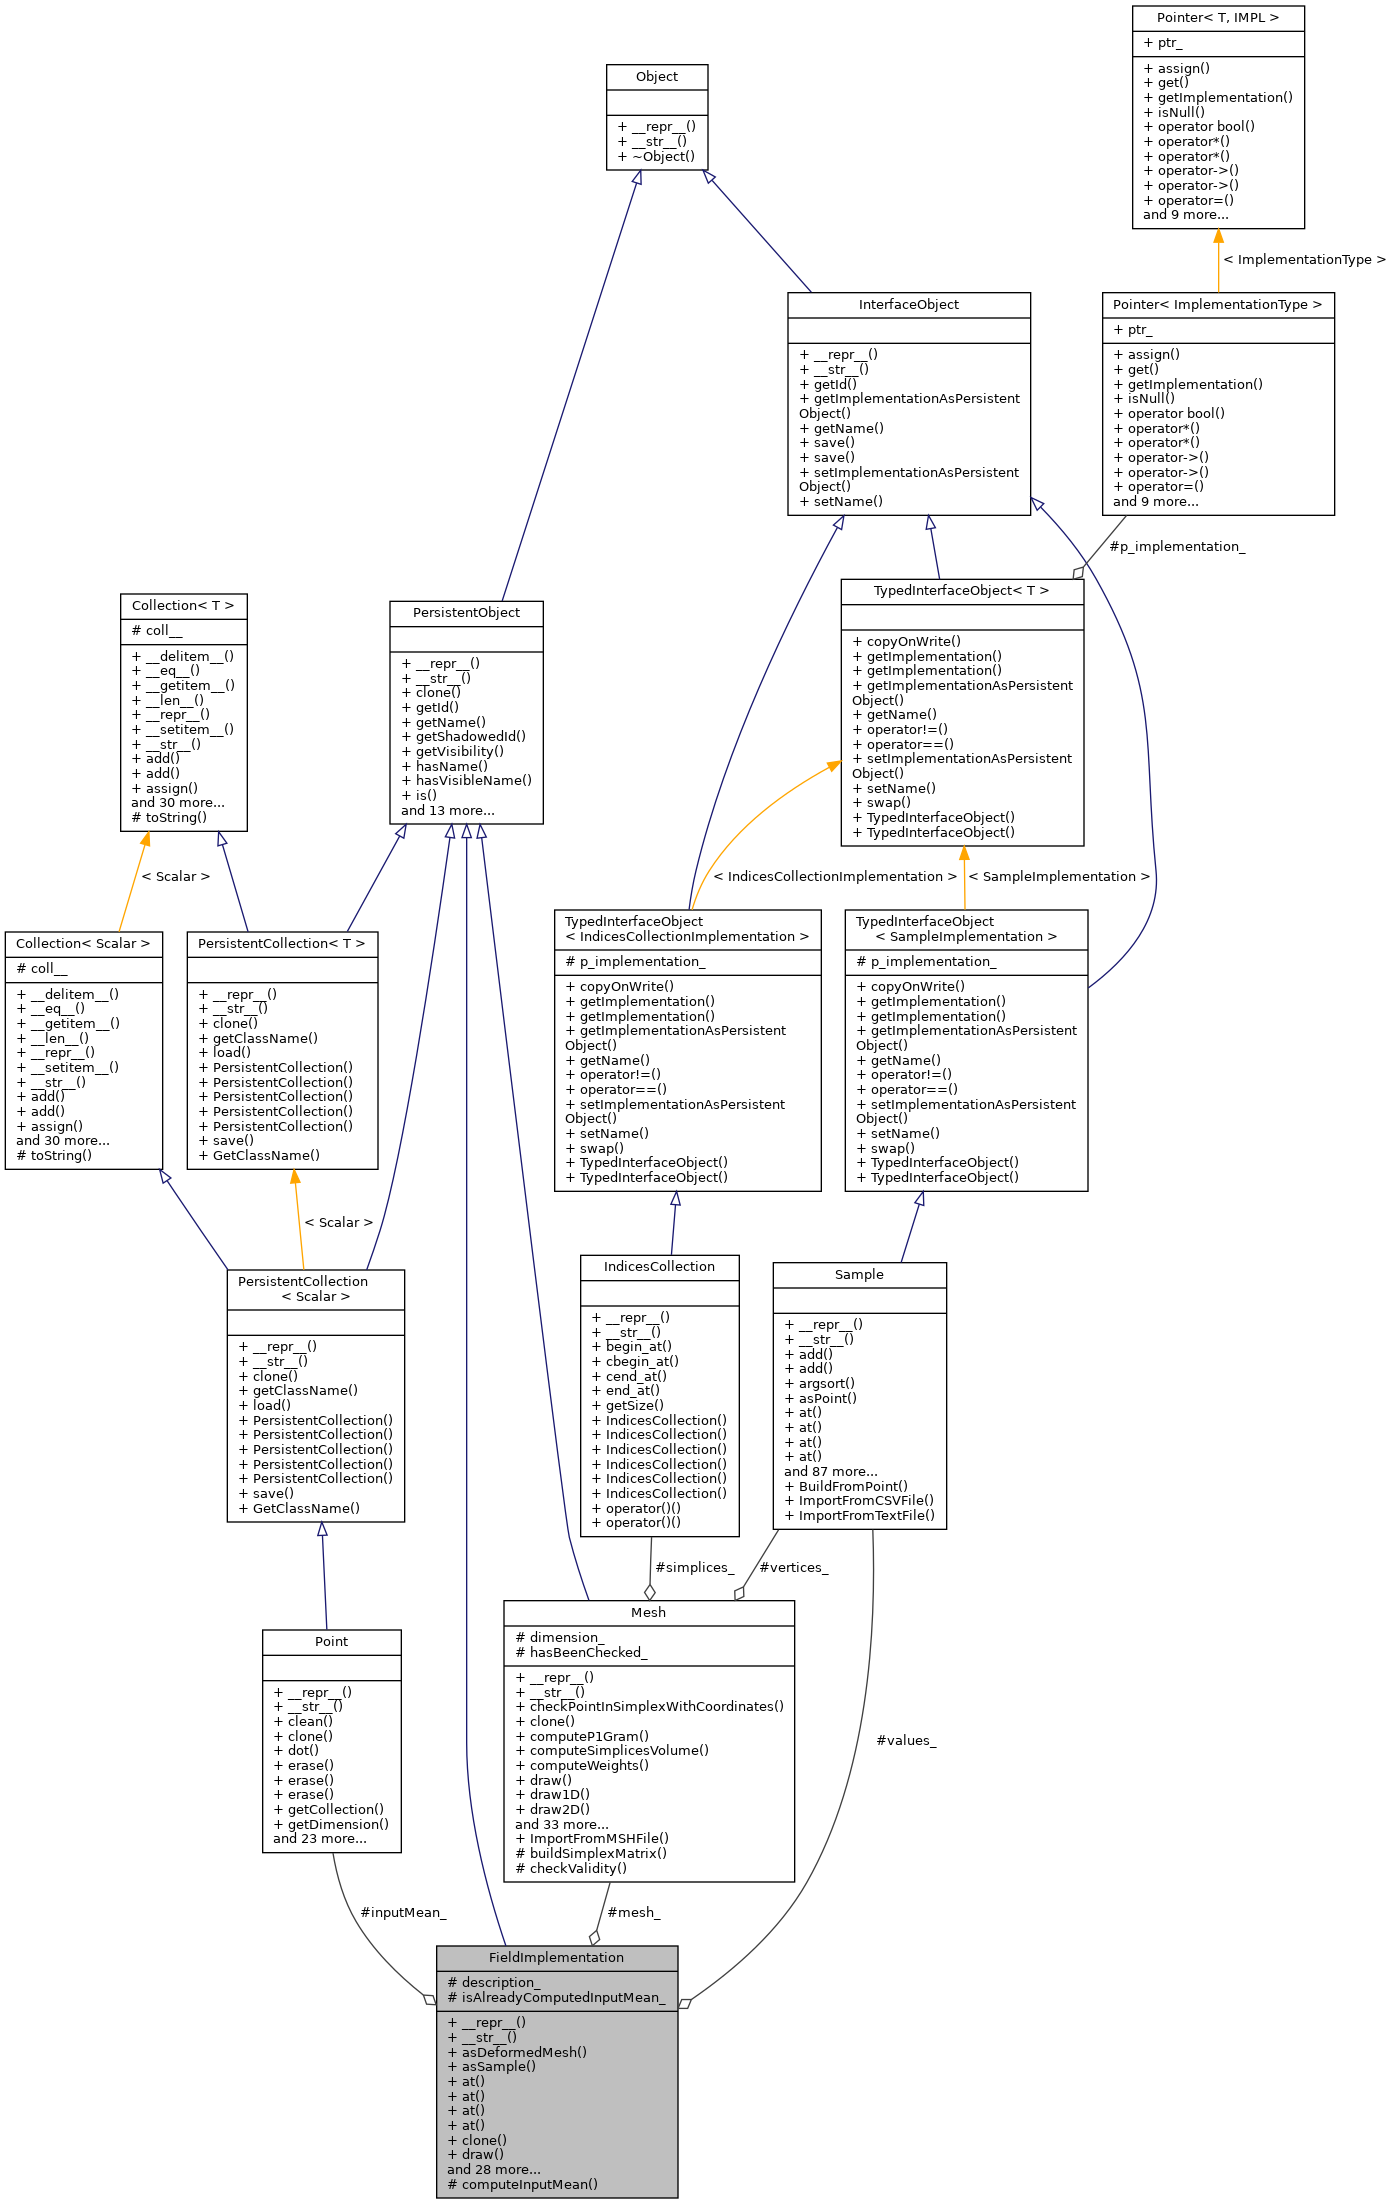 Pointer< T, IMPL >
+ ptr_
+ assign()
+ get()
+ getImplementation()
+ isNull()
+ operator bool()
+ operator*()
+ operator*()
+ operator->()
+ operator->()
+ operator=()
and 9 more...
Object
+ __repr__()
+ __str__()
+ ~Object()
< ImplementationType >
InterfaceObject
+ __repr__()
+ __str__()
+ getId()
+ getImplementationAsPersistent
Object()
+ getName()
+ save()
+ save()
+ setImplementationAsPersistent
Object()
+ setName()
Pointer< ImplementationType >
+ ptr_
+ assign()
+ get()
+ getImplementation()
+ isNull()
+ operator bool()
+ operator*()
+ operator*()
+ operator->()
+ operator->()
+ operator=()
and 9 more...
#p_implementation_
Collection< T >
# coll__
+ __delitem__()
+ __eq__()
+ __getitem__()
+ __len__()
+ __repr__()
+ __setitem__()
+ __str__()
+ add()
+ add()
+ assign()
and 30 more...
# toString()
PersistentObject
+ __repr__()
+ __str__()
+ clone()
+ getId()
+ getName()
+ getShadowedId()
+ getVisibility()
+ hasName()
+ hasVisibleName()
+ is()
and 13 more...
TypedInterfaceObject< T >
+ copyOnWrite()
+ getImplementation()
+ getImplementation()
+ getImplementationAsPersistent
Object()
+ getName()
+ operator!=()
+ operator==()
+ setImplementationAsPersistent
Object()
+ setName()
+ swap()
+ TypedInterfaceObject()
+ TypedInterfaceObject()
< Scalar >
< IndicesCollectionImplementation >
< SampleImplementation >
Collection< Scalar >
# coll__
+ __delitem__()
+ __eq__()
+ __getitem__()
+ __len__()
+ __repr__()
+ __setitem__()
+ __str__()
+ add()
+ add()
+ assign()
and 30 more...
# toString()
PersistentCollection< T >
+ __repr__()
+ __str__()
+ clone()
+ getClassName()
+ load()
+ PersistentCollection()
+ PersistentCollection()
+ PersistentCollection()
+ PersistentCollection()
+ PersistentCollection()
+ save()
+ GetClassName()
TypedInterfaceObject
< IndicesCollectionImplementation >
# p_implementation_
+ copyOnWrite()
+ getImplementation()
+ getImplementation()
+ getImplementationAsPersistent
Object()
+ getName()
+ operator!=()
+ operator==()
+ setImplementationAsPersistent
Object()
+ setName()
+ swap()
+ TypedInterfaceObject()
+ TypedInterfaceObject()
TypedInterfaceObject
< SampleImplementation >
# p_implementation_
+ copyOnWrite()
+ getImplementation()
+ getImplementation()
+ getImplementationAsPersistent
Object()
+ getName()
+ operator!=()
+ operator==()
+ setImplementationAsPersistent
Object()
+ setName()
+ swap()
+ TypedInterfaceObject()
+ TypedInterfaceObject()
< Scalar >
PersistentCollection
< Scalar >
+ __repr__()
+ __str__()
+ clone()
+ getClassName()
+ load()
+ PersistentCollection()
+ PersistentCollection()
+ PersistentCollection()
+ PersistentCollection()
+ PersistentCollection()
+ save()
+ GetClassName()
IndicesCollection
+ __repr__()
+ __str__()
+ begin_at()
+ cbegin_at()
+ cend_at()
+ end_at()
+ getSize()
+ IndicesCollection()
+ IndicesCollection()
+ IndicesCollection()
+ IndicesCollection()
+ IndicesCollection()
+ IndicesCollection()
+ operator()()
+ operator()()
Sample
+ __repr__()
+ __str__()
+ add()
+ add()
+ argsort()
+ asPoint()
+ at()
+ at()
+ at()
+ at()
and 87 more...
+ BuildFromPoint()
+ ImportFromCSVFile()
+ ImportFromTextFile()
#simplices_
#vertices_
Point
+ __repr__()
+ __str__()
+ clean()
+ clone()
+ dot()
+ erase()
+ erase()
+ erase()
+ getCollection()
+ getDimension()
and 23 more...
Mesh
# dimension_
# hasBeenChecked_
+ __repr__()
+ __str__()
+ checkPointInSimplexWithCoordinates()
+ clone()
+ computeP1Gram()
+ computeSimplicesVolume()
+ computeWeights()
+ draw()
+ draw1D()
+ draw2D()
and 33 more...
+ ImportFromMSHFile()
# buildSimplexMatrix()
# checkValidity()
#values_
#inputMean_
#mesh_
FieldImplementation
# description_
# isAlreadyComputedInputMean_
+ __repr__()
+ __str__()
+ asDeformedMesh()
+ asSample()
+ at()
+ at()
+ at()
+ at()
+ clone()
+ draw()
and 28 more...
# computeInputMean()